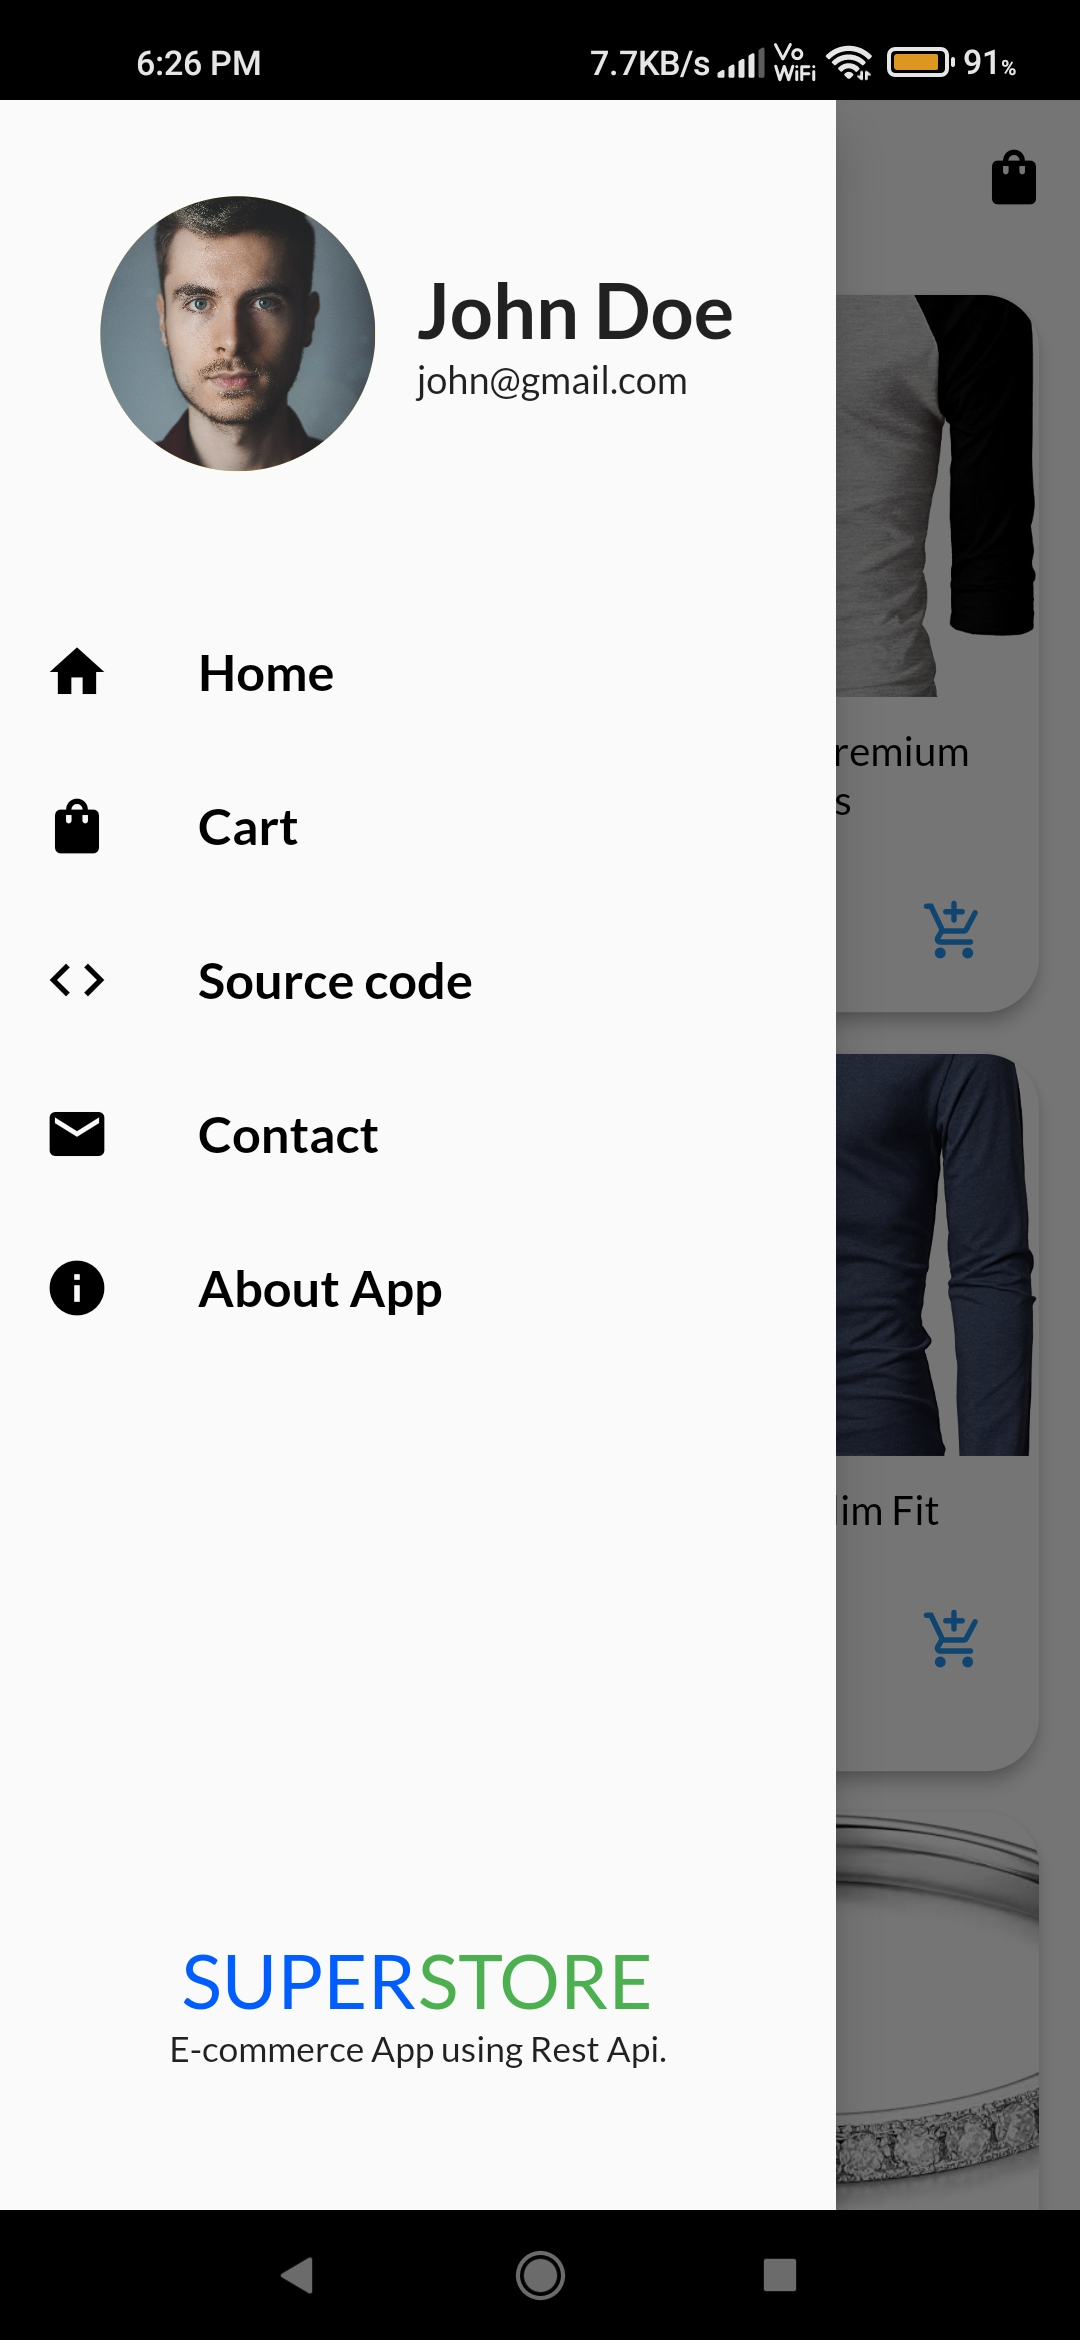 6:26 PM
7.7KB/s Vo WiFi 91%
John Doe
john@gmail.com
Home
Cart
Source code
Contact
About App
remium
s
lim Fit
SUPERSTORE
E-commerce App using Rest Api.